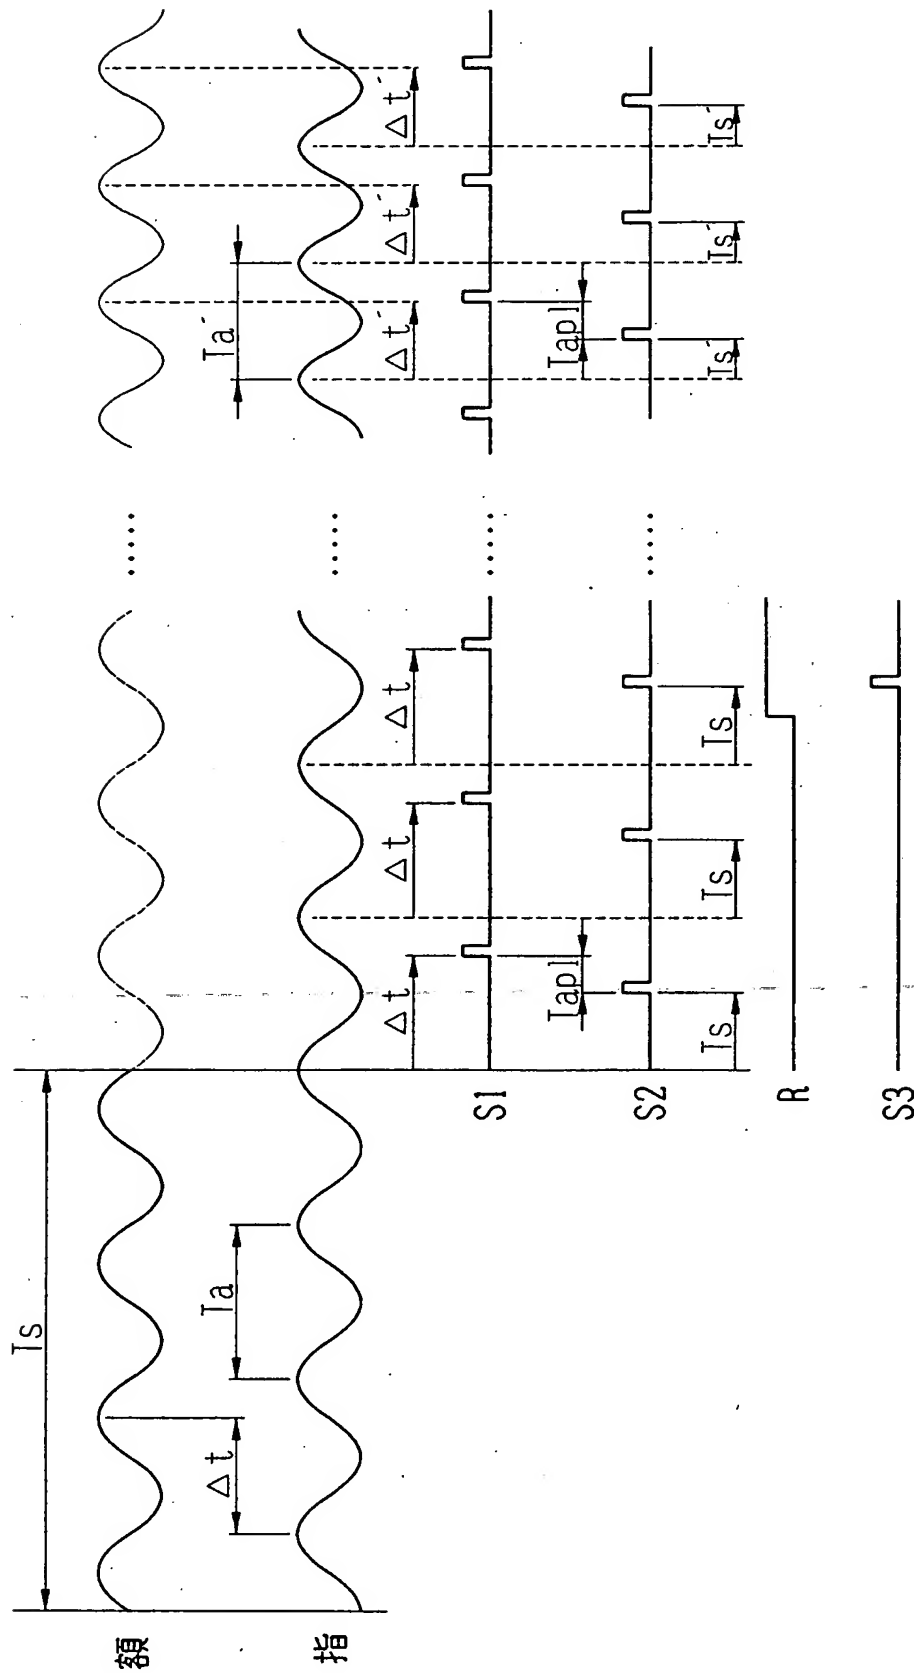 Ts
額 ・・・・・
Δt Ta Ta´
指 ・・・・・
Δt Δt Δt Δt´ Δt´ Δt´
S1 ・・・・・
Tapl Tapl
S2 ・・・・・
Ts Ts Ts Ts´ Ts´ Ts´
R
S3